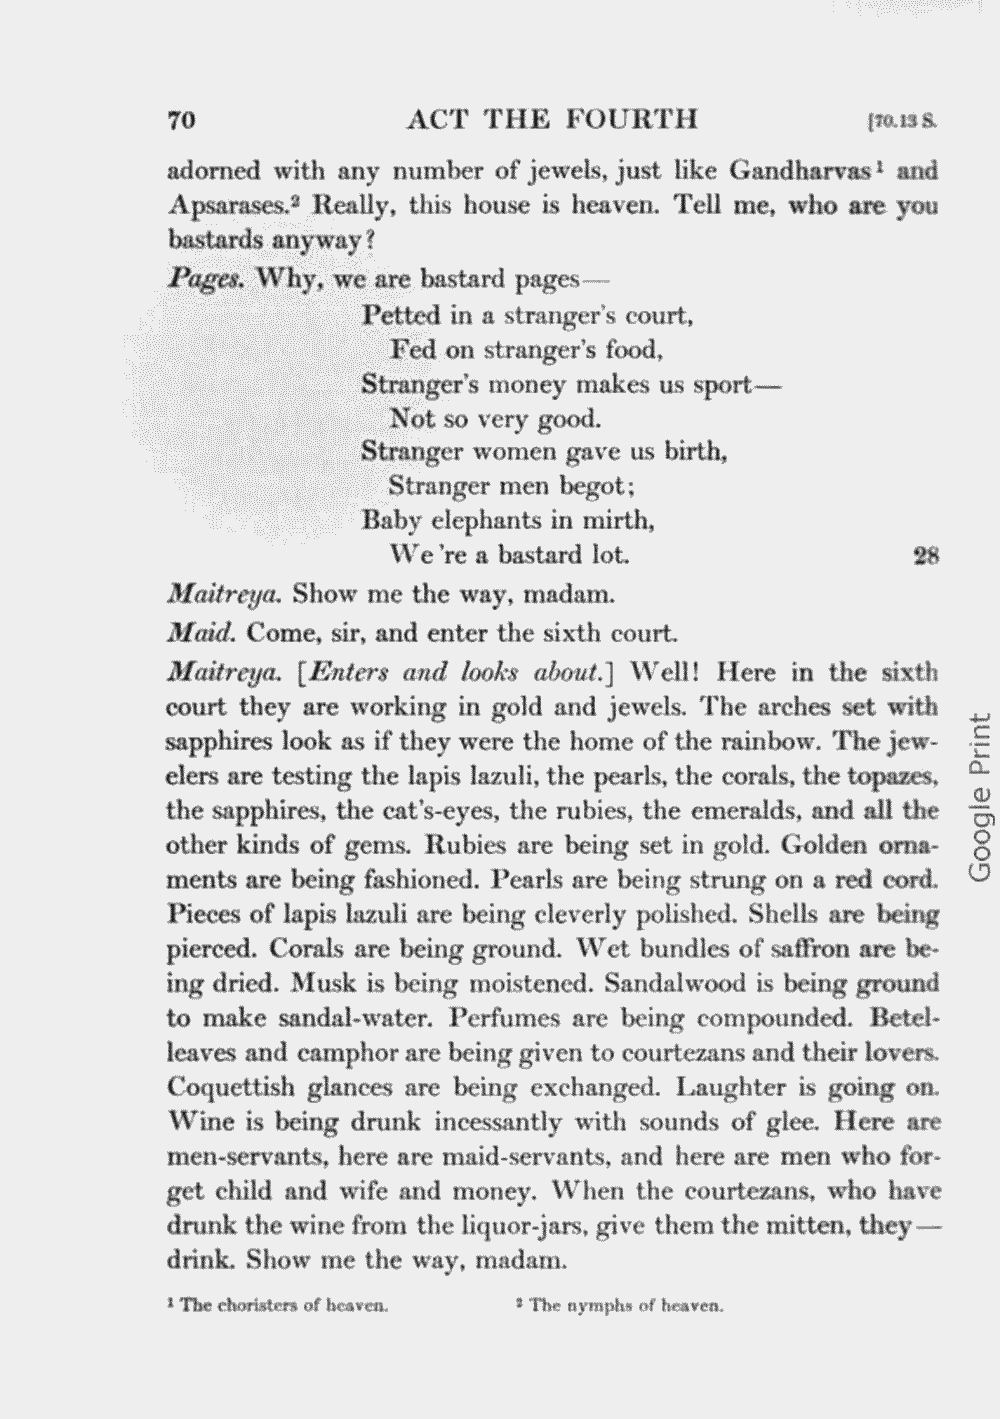 70 ACT THE FOURTH [70.13 S.
adorned with any number of jewels, just like Gandharvas¹ and
Apsarases.² Really, this house is heaven. Tell me, who are you
bastards anyway?
Pages. Why, we are bastard pages—
Petted in a stranger's court,
Fed on stranger's food,
Stranger's money makes us sport—
Not so very good.
Stranger women gave us birth,
Stranger men begot;
Baby elephants in mirth,
We 're a bastard lot. 28
Maitreya. Show me the way, madam.
Maid. Come, sir, and enter the sixth court.
Maitreya. [Enters and looks about.] Well! Here in the sixth
court they are working in gold and jewels. The arches set with
sapphires look as if they were the home of the rainbow. The jew-
elers are testing the lapis lazuli, the pearls, the corals, the topazes,
the sapphires, the cat's-eyes, the rubies, the emeralds, and all the
other kinds of gems. Rubies are being set in gold. Golden orna-
ments are being fashioned. Pearls are being strung on a red cord.
Pieces of lapis lazuli are being cleverly polished. Shells are being
pierced. Corals are being ground. Wet bundles of saffron are be-
ing dried. Musk is being moistened. Sandalwood is being ground
to make sandal-water. Perfumes are being compounded. Betel-
leaves and camphor are being given to courtezans and their lovers.
Coquettish glances are being exchanged. Laughter is going on.
Wine is being drunk incessantly with sounds of glee. Here are
men-servants, here are maid-servants, and here are men who for-
get child and wife and money. When the courtezans, who have
drunk the wine from the liquor-jars, give them the mitten, they—
drink. Show me the way, madam.
¹ The choristers of heaven. ² The nymphs of heaven.
Google Print